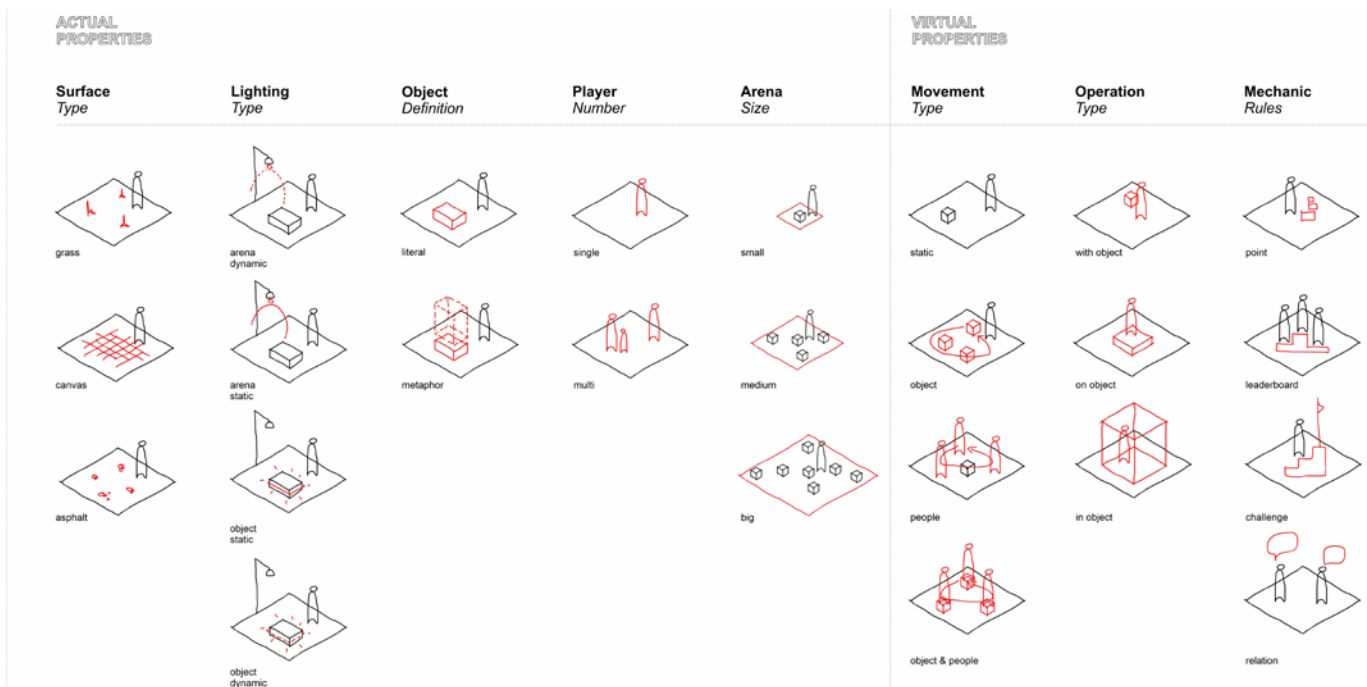 ACTUAL
PROPERTIES
VIRTUAL
PROPERTIES
Surface
Type
Lighting
Type
Object
Definition
Player
Number
Arena
Size
Movement
Type
Operation
Type
Mechanic
Rules
grass
arena
dynamic
literal
single
small
static
with object
point
canvas
arena
static
metaphor
multi
medium
object
on object
leaderboard
asphalt
object
static
big
people
in object
challenge
object
dynamic
object & people
relation